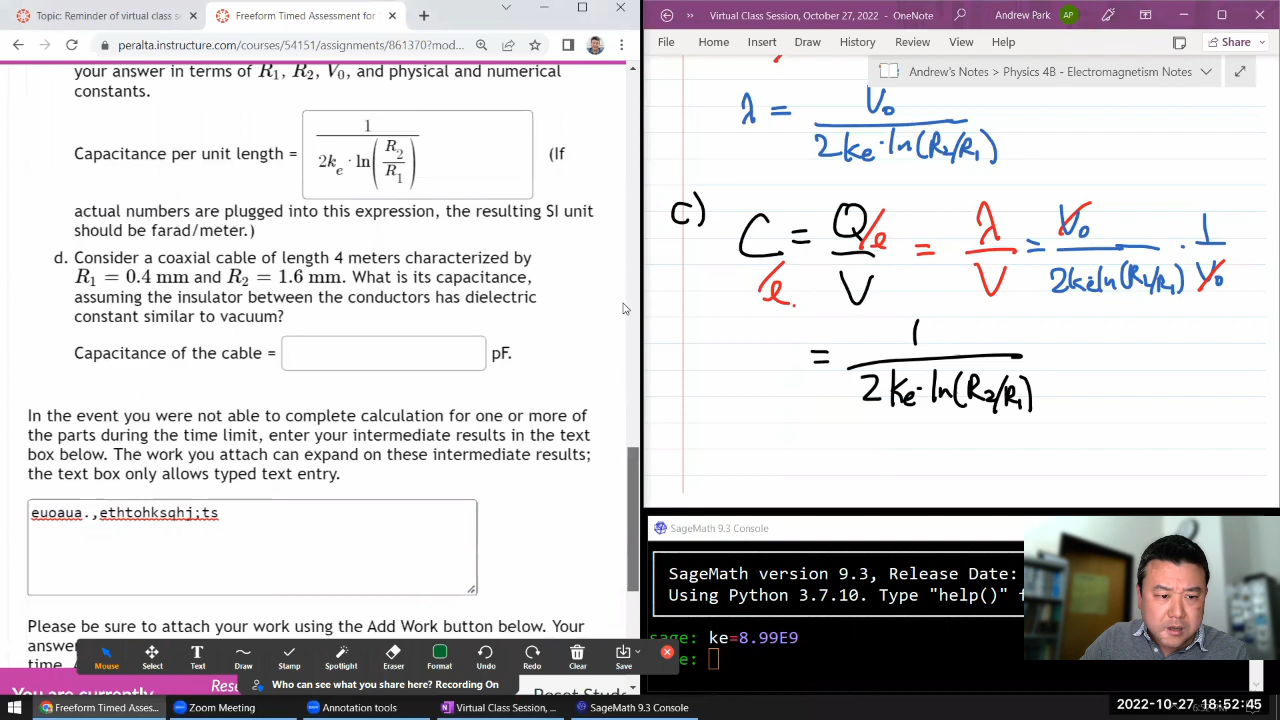 Topic: Reminder of virtual class s
Freeform Timed Assessment for
peralta.instructure.com/courses/54151/assignments/861370?mod...
your answer in terms of R₁, R₂, V₀, and physical and numerical
constants.
Capacitance per unit length = 1 / (2kₑ · ln(R₂/R₁)) (If
actual numbers are plugged into this expression, the resulting SI unit
should be farad/meter.)
d. Consider a coaxial cable of length 4 meters characterized by
R₁ = 0.4 mm and R₂ = 1.6 mm. What is its capacitance,
assuming the insulator between the conductors has dielectric
constant similar to vacuum?
Capacitance of the cable = pF.
In the event you were not able to complete calculation for one or more of
the parts during the time limit, enter your intermediate results in the text
box below. The work you attach can expand on these intermediate results;
the text box only allows typed text entry.
euoaua.,ethtohksqhj;ts
Please be sure to attach your work using the Add Work button below. Your
answe
time. A
Mouse Select Text Draw Stamp Spotlight Eraser Format Undo Redo Clear Save
Who can see what you share here? Recording On
You are currently
Rese
Reset Stude
Virtual Class Session, October 27, 2022 - OneNote
Andrew Park AP
File Home Insert Draw History Review View Help Share
Andrew's Notes > Physics 4B - Electromagnetism Notes
λ = V₀ / (2kₑ·ln(R₂/R₁))
c) C/ℓ = Q/ℓ / V = λ/V = V₀ / (2kₑln(R₂/R₁)) · 1/V₀
= 1 / (2kₑ·ln(R₂/R₁))
SageMath 9.3 Console
SageMath version 9.3, Release Date:
Using Python 3.7.10. Type "help()" f
sage: ke=8.99E9
e:
Freeform Timed Asses...
Zoom Meeting
Annotation tools
Virtual Class Session, ...
SageMath 9.3 Console
2022-10-27 18:52:45